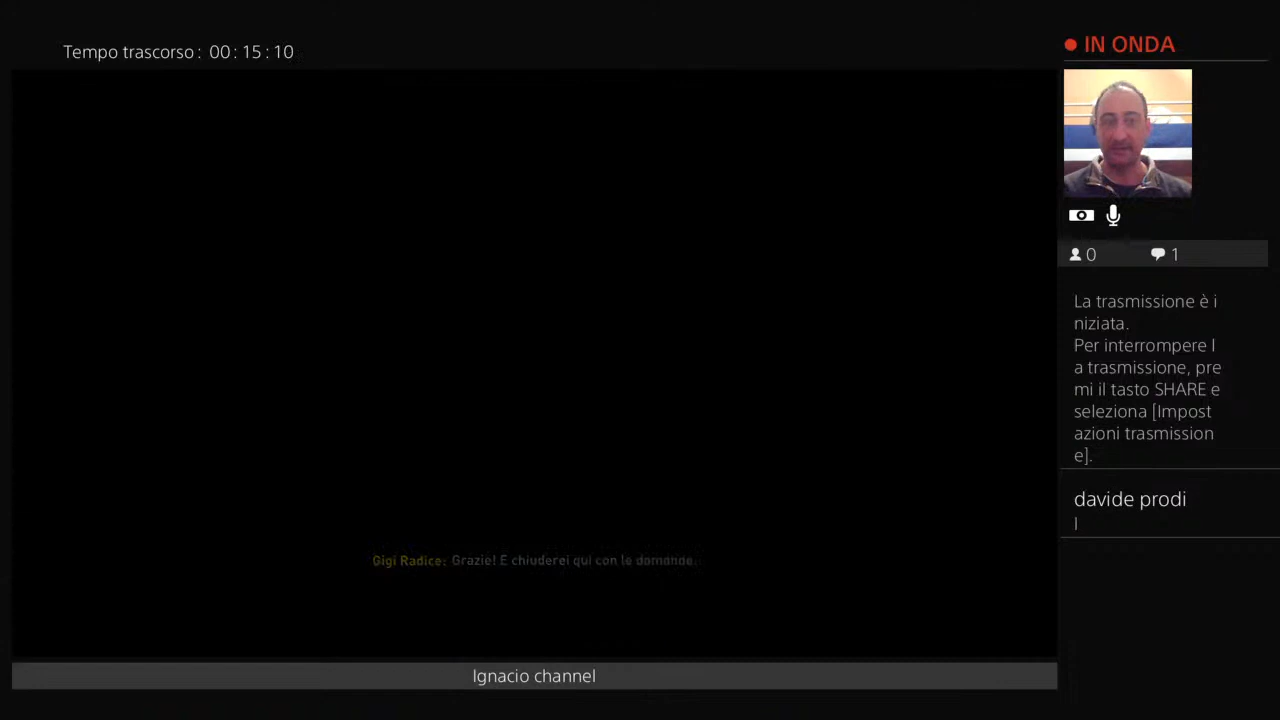 Tempo trascorso: 00:15:10
IN ONDA
0 1
La trasmissione è i
niziata.
Per interrompere l
a trasmissione, pre
mi il tasto SHARE e
seleziona [Impost
azioni trasmission
e].
davide prodi
l
Gigi Radice: Grazie! E chiuderei qui con le domande.
Ignacio channel